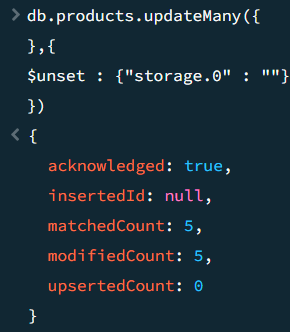 > db.products.updateMany({
},{
$unset : {"storage.0" : ""}
})
< {
acknowledged: true,
insertedId: null,
matchedCount: 5,
modifiedCount: 5,
upsertedCount: 0
}